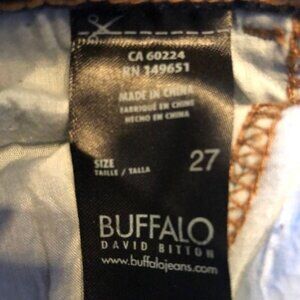 CA 60224
RN 149651
MADE IN CHINA
FABRIQUÉ EN CHINE
HECHO EN CHINA
SIZE
TAILLE / TALLA
27
BUFFALO
DAVID BITTON
www.buffalojeans.com